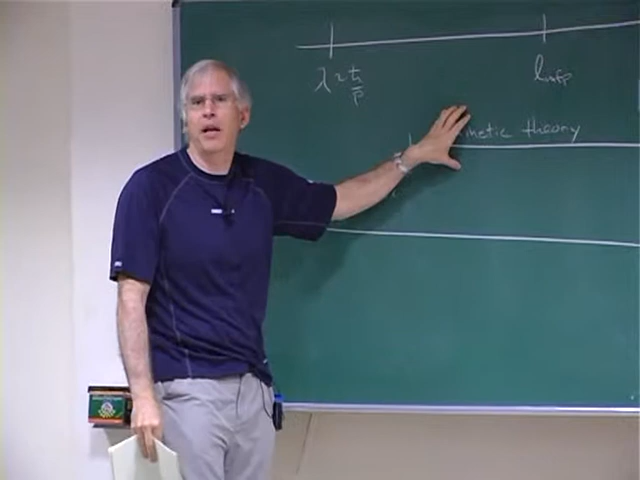 λ ~ ħ/p
l_mfp
kinetic theory